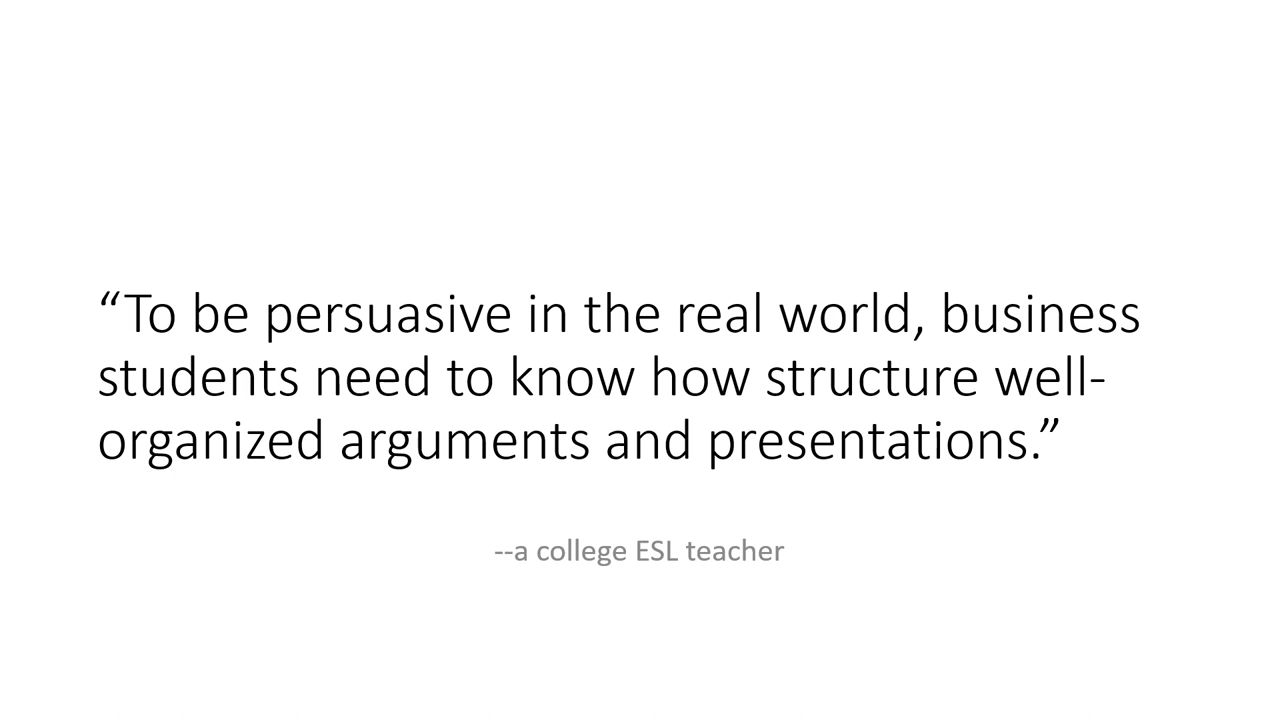 “To be persuasive in the real world, business
students need to know how structure well-
organized arguments and presentations.”
--a college ESL teacher